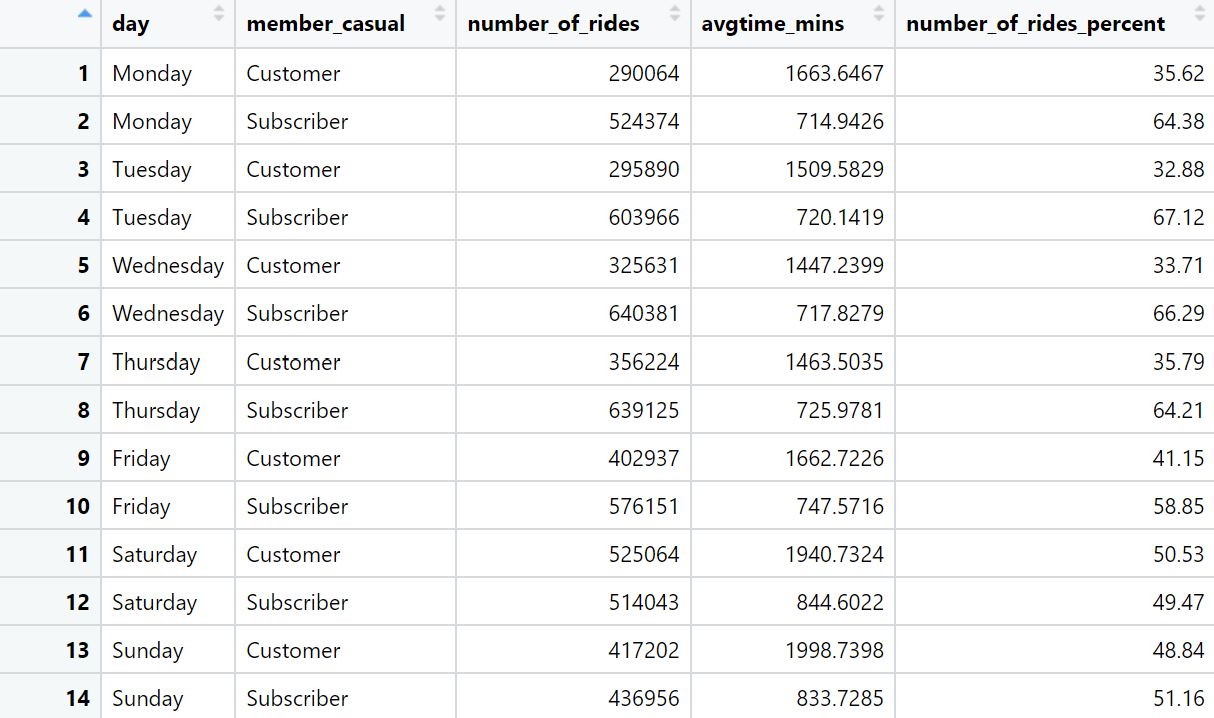 day member_casual number_of_rides avgtime_mins number_of_rides_percent
1 Monday Customer 290064 1663.6467 35.62
2 Monday Subscriber 524374 714.9426 64.38
3 Tuesday Customer 295890 1509.5829 32.88
4 Tuesday Subscriber 603966 720.1419 67.12
5 Wednesday Customer 325631 1447.2399 33.71
6 Wednesday Subscriber 640381 717.8279 66.29
7 Thursday Customer 356224 1463.5035 35.79
8 Thursday Subscriber 639125 725.9781 64.21
9 Friday Customer 402937 1662.7226 41.15
10 Friday Subscriber 576151 747.5716 58.85
11 Saturday Customer 525064 1940.7324 50.53
12 Saturday Subscriber 514043 844.6022 49.47
13 Sunday Customer 417202 1998.7398 48.84
14 Sunday Subscriber 436956 833.7285 51.16